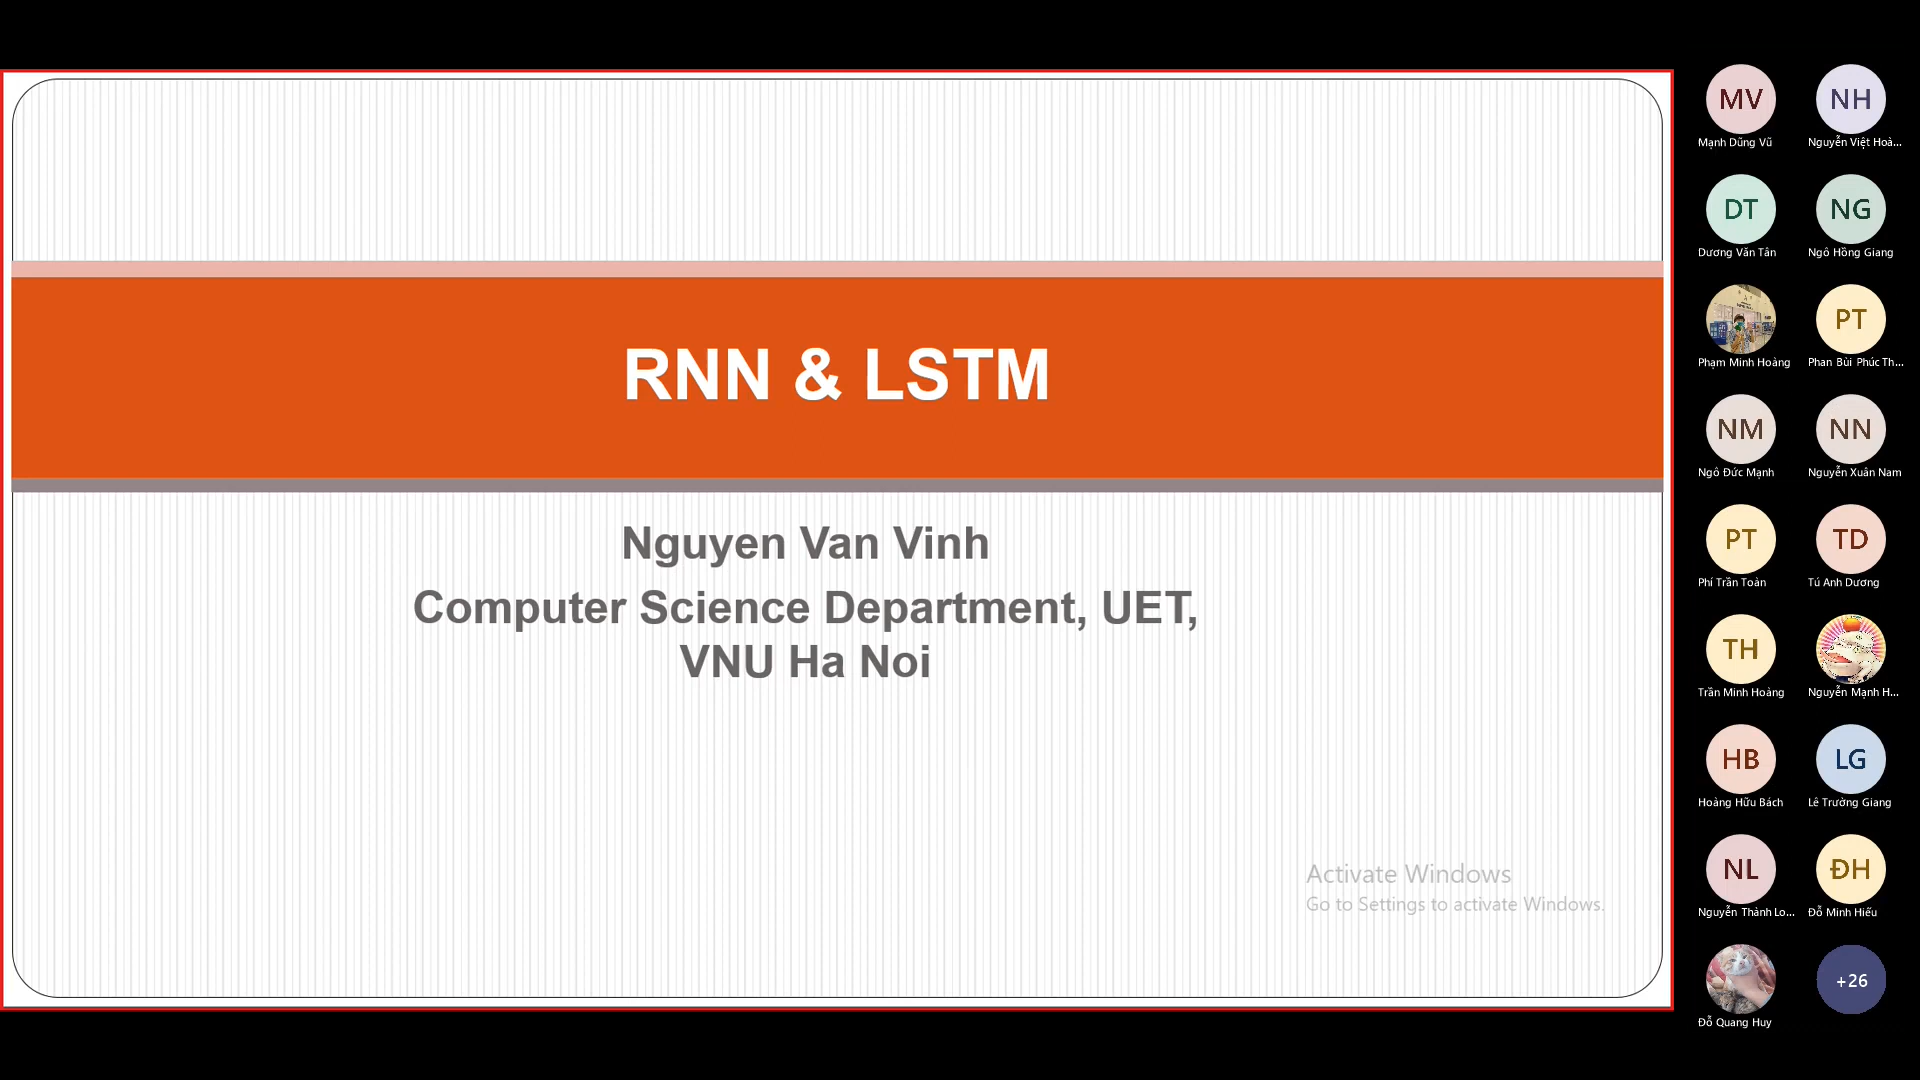 RNN & LSTM
Nguyen Van Vinh
Computer Science Department, UET,
VNU Ha Noi
Activate Windows
Go to Settings to activate Windows.
MV
Mạnh Dũng Vũ
NH
Nguyễn Việt Hoà...
DT
Dương Văn Tân
NG
Ngô Hồng Giang
Phạm Minh Hoàng
PT
Phan Bùi Phúc Th...
NM
Ngô Đức Mạnh
NN
Nguyễn Xuân Nam
PT
Phí Trần Toàn
TD
Tú Anh Dương
TH
Trần Minh Hoàng
Nguyễn Mạnh H...
HB
Hoàng Hữu Bách
LG
Lê Trường Giang
NL
Nguyễn Thành Lo...
ĐH
Đỗ Minh Hiếu
Đỗ Quang Huy
+26